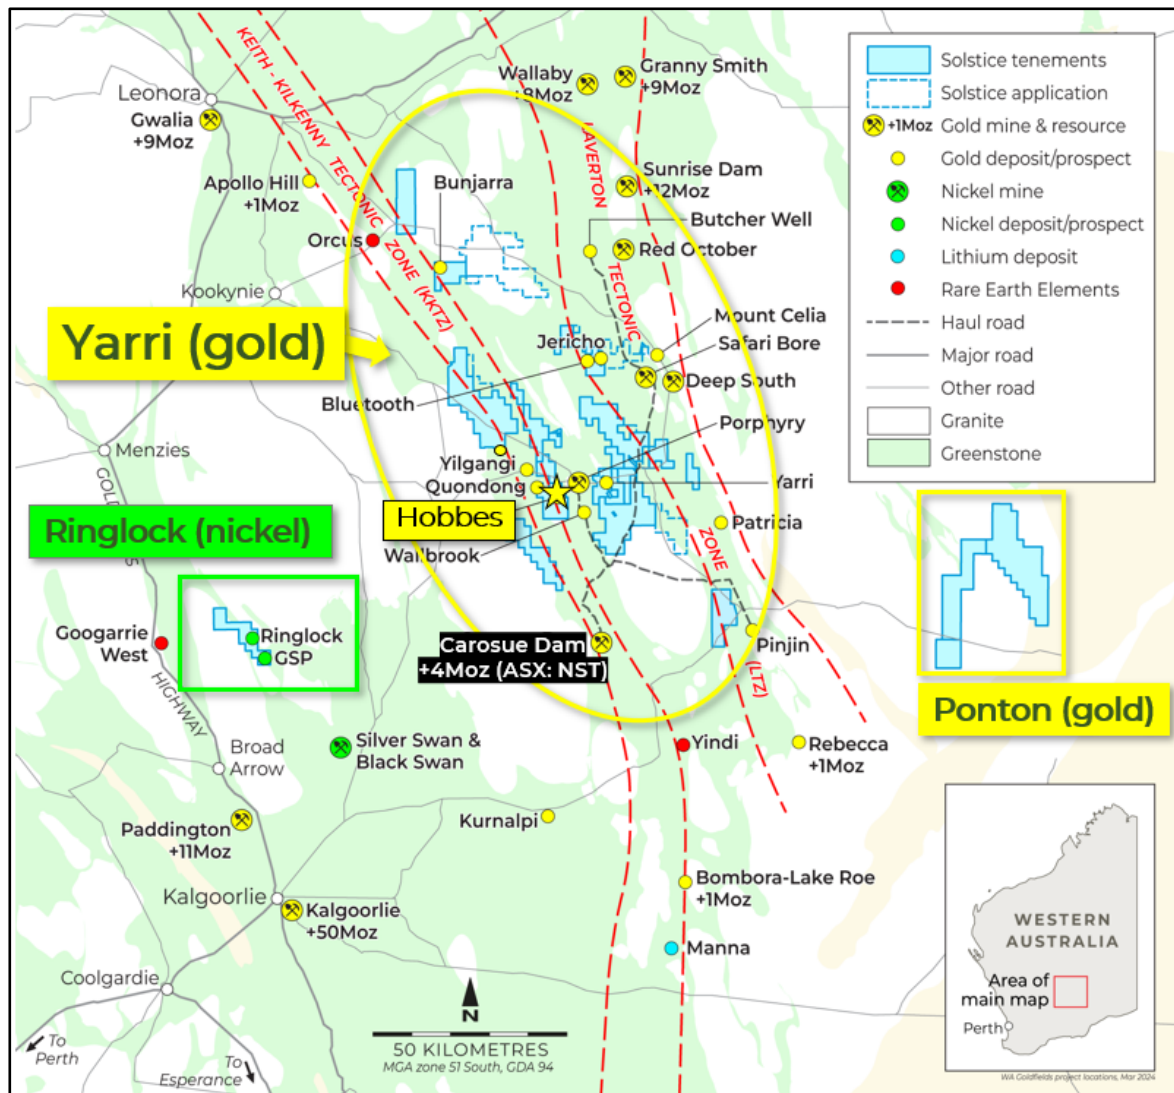 KEITH - KILKENNY TECTONIC ZONE (KKTZ)
Leonora
Gwalia
+9Moz
Wallaby
+8Moz
Granny Smith
+9Moz
LAVERTON
TECTONIC
ZONE
(LTZ)
Apollo Hill
+1Moz
Bunjarra
Sunrise Dam
+12Moz
Butcher Well
Orcus
Red October
Kookynie
Yarri (gold)
Mount Celia
Jericho
Safari Bore
Deep South
Bluetooth
Porphyry
Menzies
Yilgangi
Quondong
Yarri
Hobbes
Patricia
Wallbrook
Ringlock (nickel)
Googarrie
West
Ringlock
GSP
HIGHWAY
Carosue Dam
+4Moz (ASX: NST)
Pinjin
Ponton (gold)
Broad
Arrow
Silver Swan &
Black Swan
Yindi
Rebecca
+1Moz
Paddington
+11Moz
Kurnalpi
Kalgoorlie
Kalgoorlie
+50Moz
Bombora-Lake Roe
+1Moz
Manna
Coolgardie
To
Perth
To
Esperance
N
50 KILOMETRES
MGA zone 51 South, GDA 94
Solstice tenements
Solstice application
+1Moz Gold mine & resource
Gold deposit/prospect
Nickel mine
Nickel deposit/prospect
Lithium deposit
Rare Earth Elements
Haul road
Major road
Other road
Granite
Greenstone
WESTERN
AUSTRALIA
Area of
main map
Perth
WA Goldfields project locations, Mar 2024